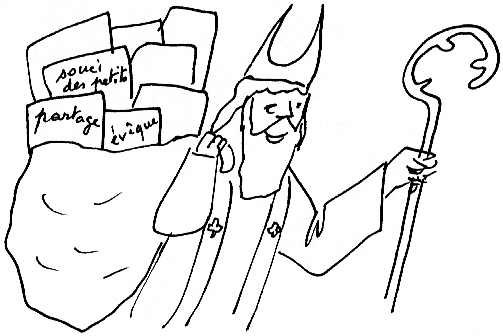 souci
des petits
partage
évêque